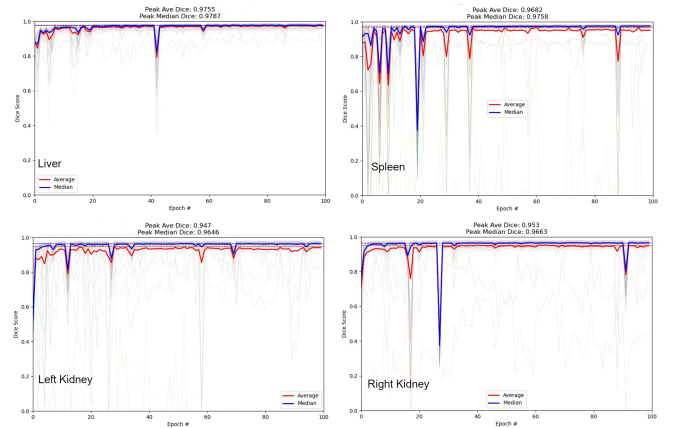 Peak Ave Dice: 0.9755
Peak Median Dice: 0.9787
1.0
0.8
0.6
0.4
0.2
0.0
Dice Score
Liver
Average
Median
0 20 40 60 80 100
Epoch #
Peak Ave Dice: 0.9682
Peak Median Dice: 0.9758
1.0
0.8
0.6
0.4
0.2
0.0
Dice Score
Average
Median
Spleen
0 20 40 60 80 100
Epoch #
Peak Ave Dice: 0.947
Peak Median Dice: 0.9646
1.0
0.8
0.6
0.4
0.2
0.0
Dice Score
Left Kidney
Average
Median
0 20 40 60 80 100
Epoch #
Peak Ave Dice: 0.953
Peak Median Dice: 0.9663
1.0
0.8
0.6
0.4
0.2
0.0
Dice Score
Right Kidney
Average
Median
0 20 40 60 80 100
Epoch #